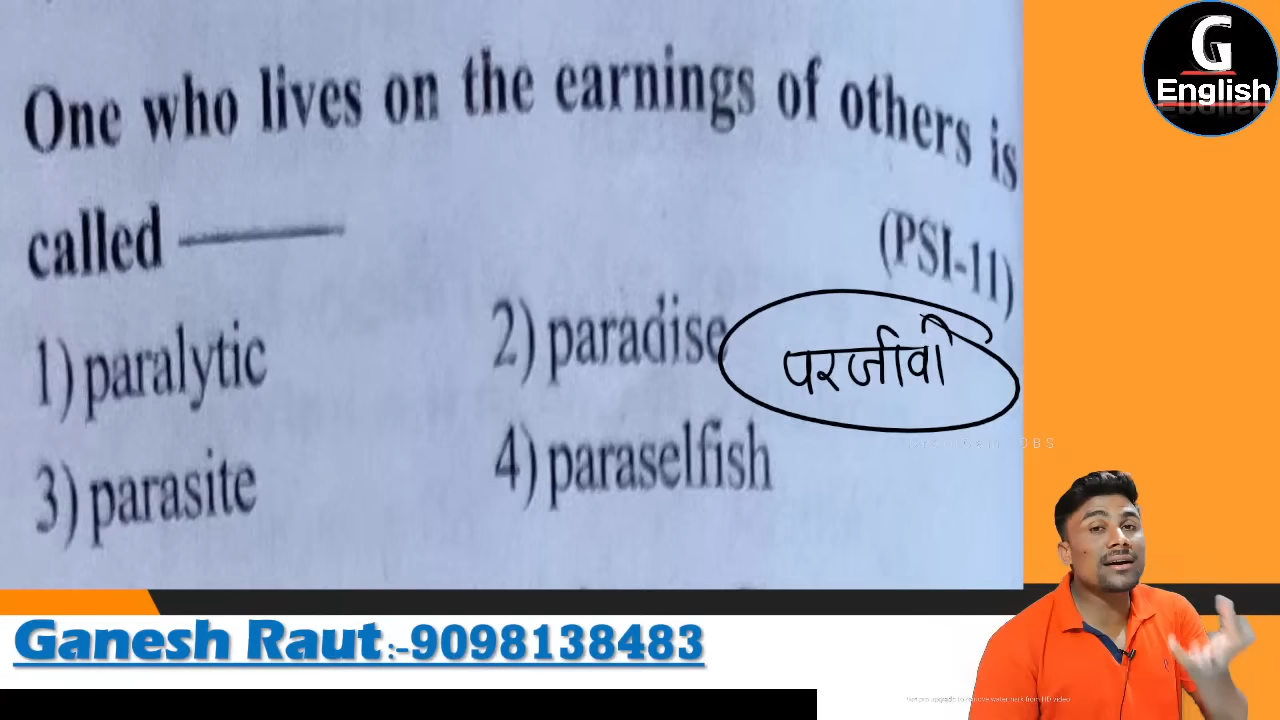 One who lives on the earnings of others is
called ———
(PSI-11)
1) paralytic 2) paradise
परजीवी
3) parasite 4) paraselfish
G
English
Ganesh Raut:-9098138483